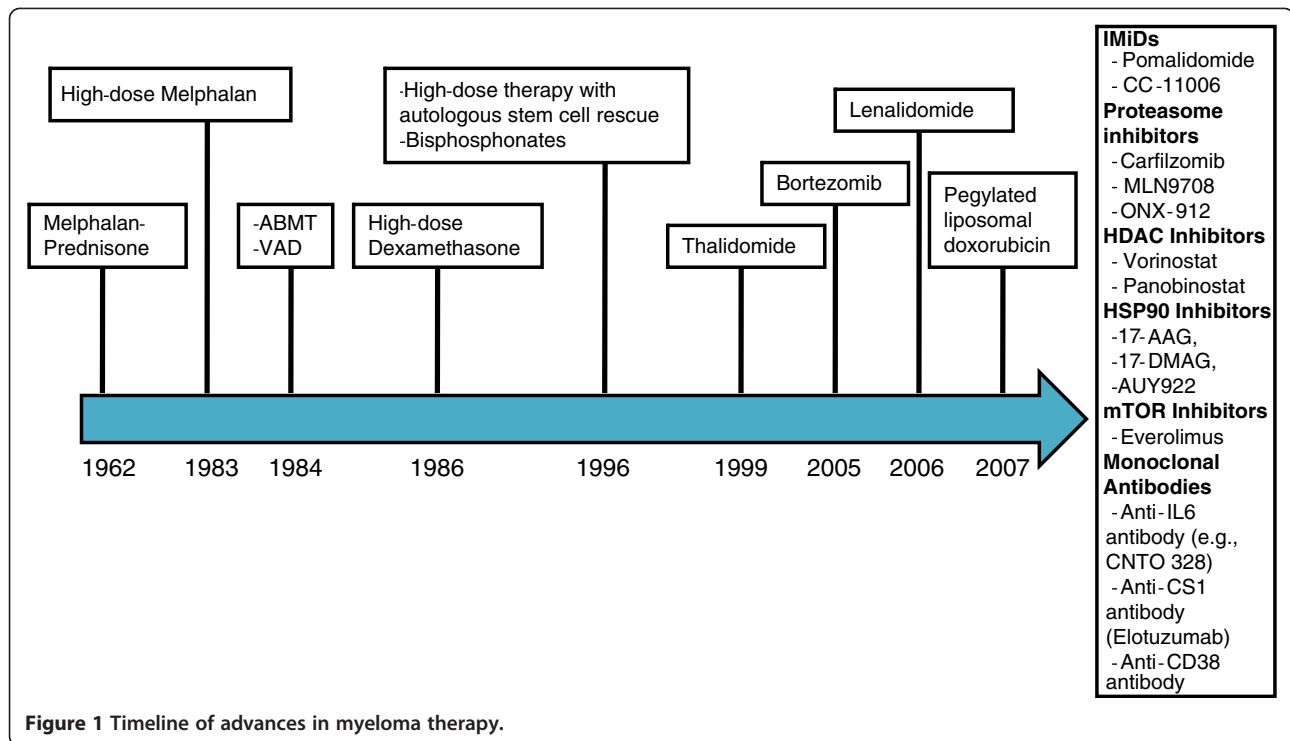 High-dose Melphalan
-High-dose therapy with
autologous stem cell rescue
-Bisphosphonates
Lenalidomide
Melphalan-
Prednisone
-ABMT
-VAD
High-dose
Dexamethasone
Thalidomide
Bortezomib
Pegylated
liposomal
doxorubicin
1962
1983
1984
1986
1996
1999
2005
2006
2007
IMiDs
- Pomalidomide
- CC-11006
Proteasome
inhibitors
-Carfilzomib
- MLN9708
-ONX-912
HDAC Inhibitors
- Vorinostat
- Panobinostat
HSP90 Inhibitors
-17-AAG,
-17-DMAG,
-AUY922
mTOR Inhibitors
-Everolimus
Monoclonal
Antibodies
-Anti-IL6
antibody (e.g.,
CNTO 328)
-Anti-CS1
antibody
(Elotuzumab)
-Anti-CD38
antibody
Figure 1 Timeline of advances in myeloma therapy.